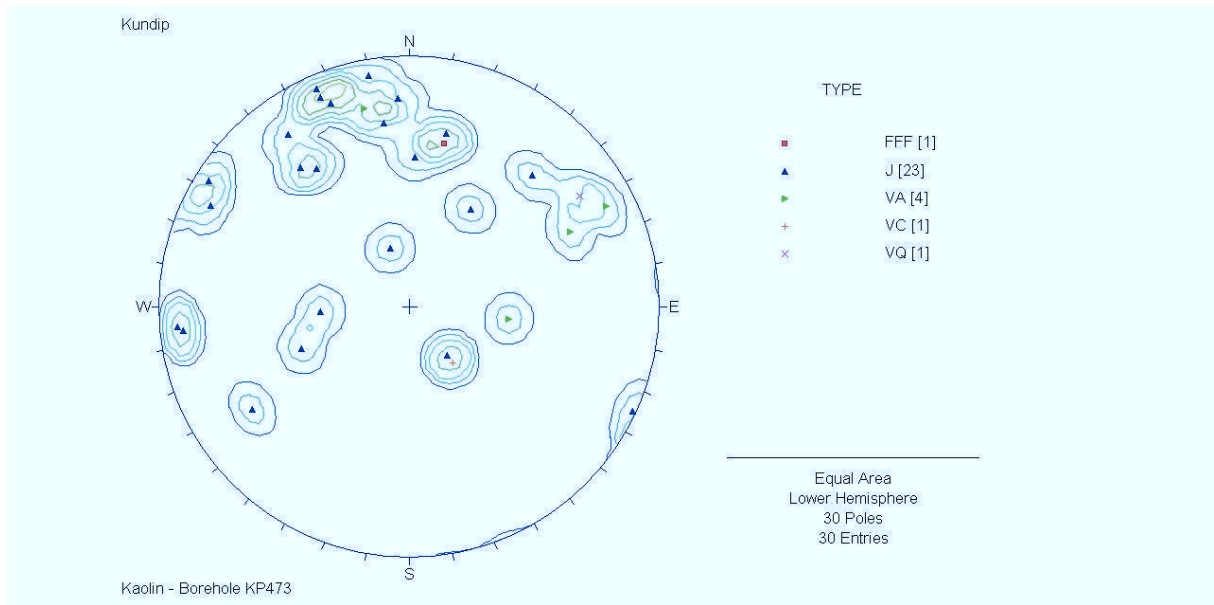 Kundip
N
TYPE
FFF [1]
J [23]
VA [4]
VC [1]
VQ [1]
W
E
S
Equal Area
Lower Hemisphere
30 Poles
30 Entries
Kaolin - Borehole KP473